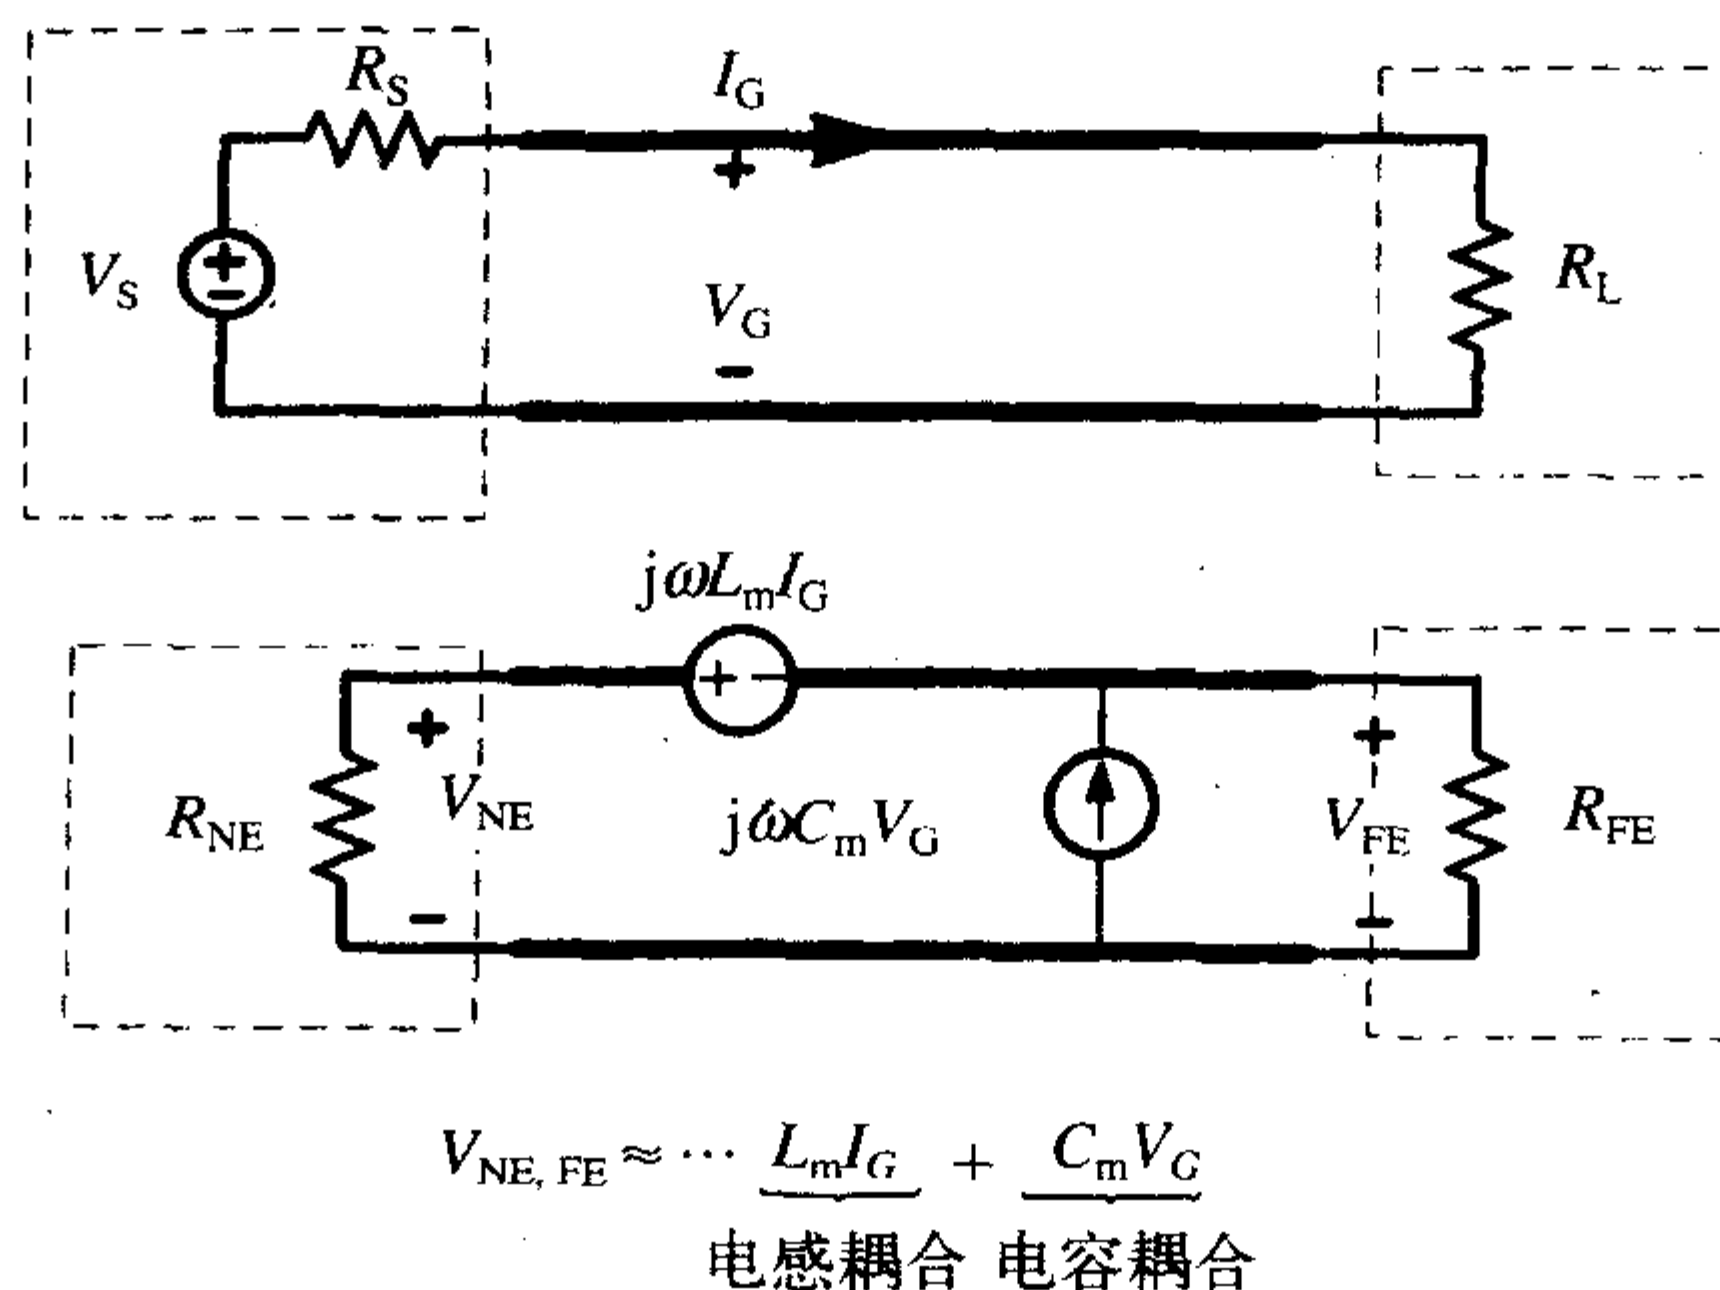 R_S
I_G
+
V_S
+
−
V_G
−
R_L
jωL_mI_G
+ −
+
+
R_NE
V_NE
jωC_mV_G
V_FE
R_FE
−
−
V_NE, FE ≈ ··· L_mI_G + C_mV_G
电感耦合 电容耦合